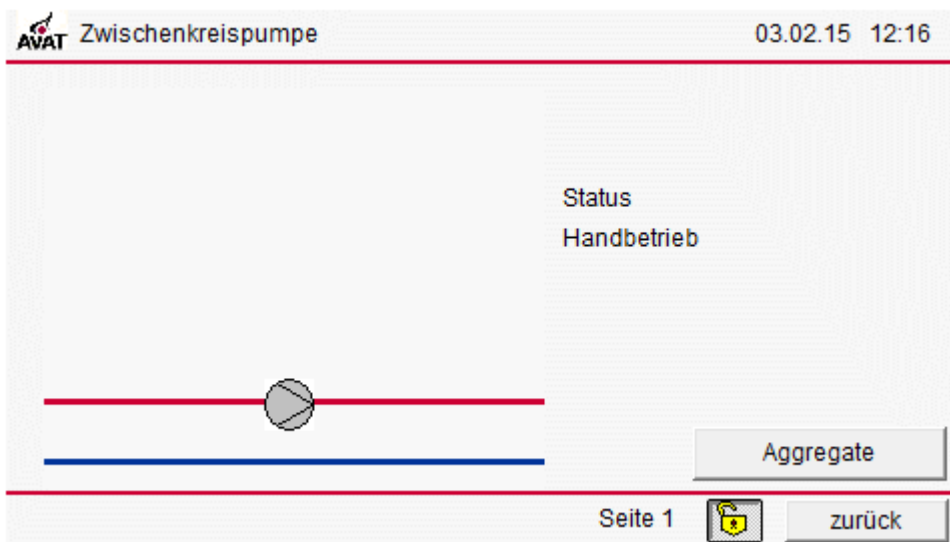 AVAT Zwischenkreispumpe 03.02.15 12:16
Status
Handbetrieb
Aggregate
Seite 1 zurück